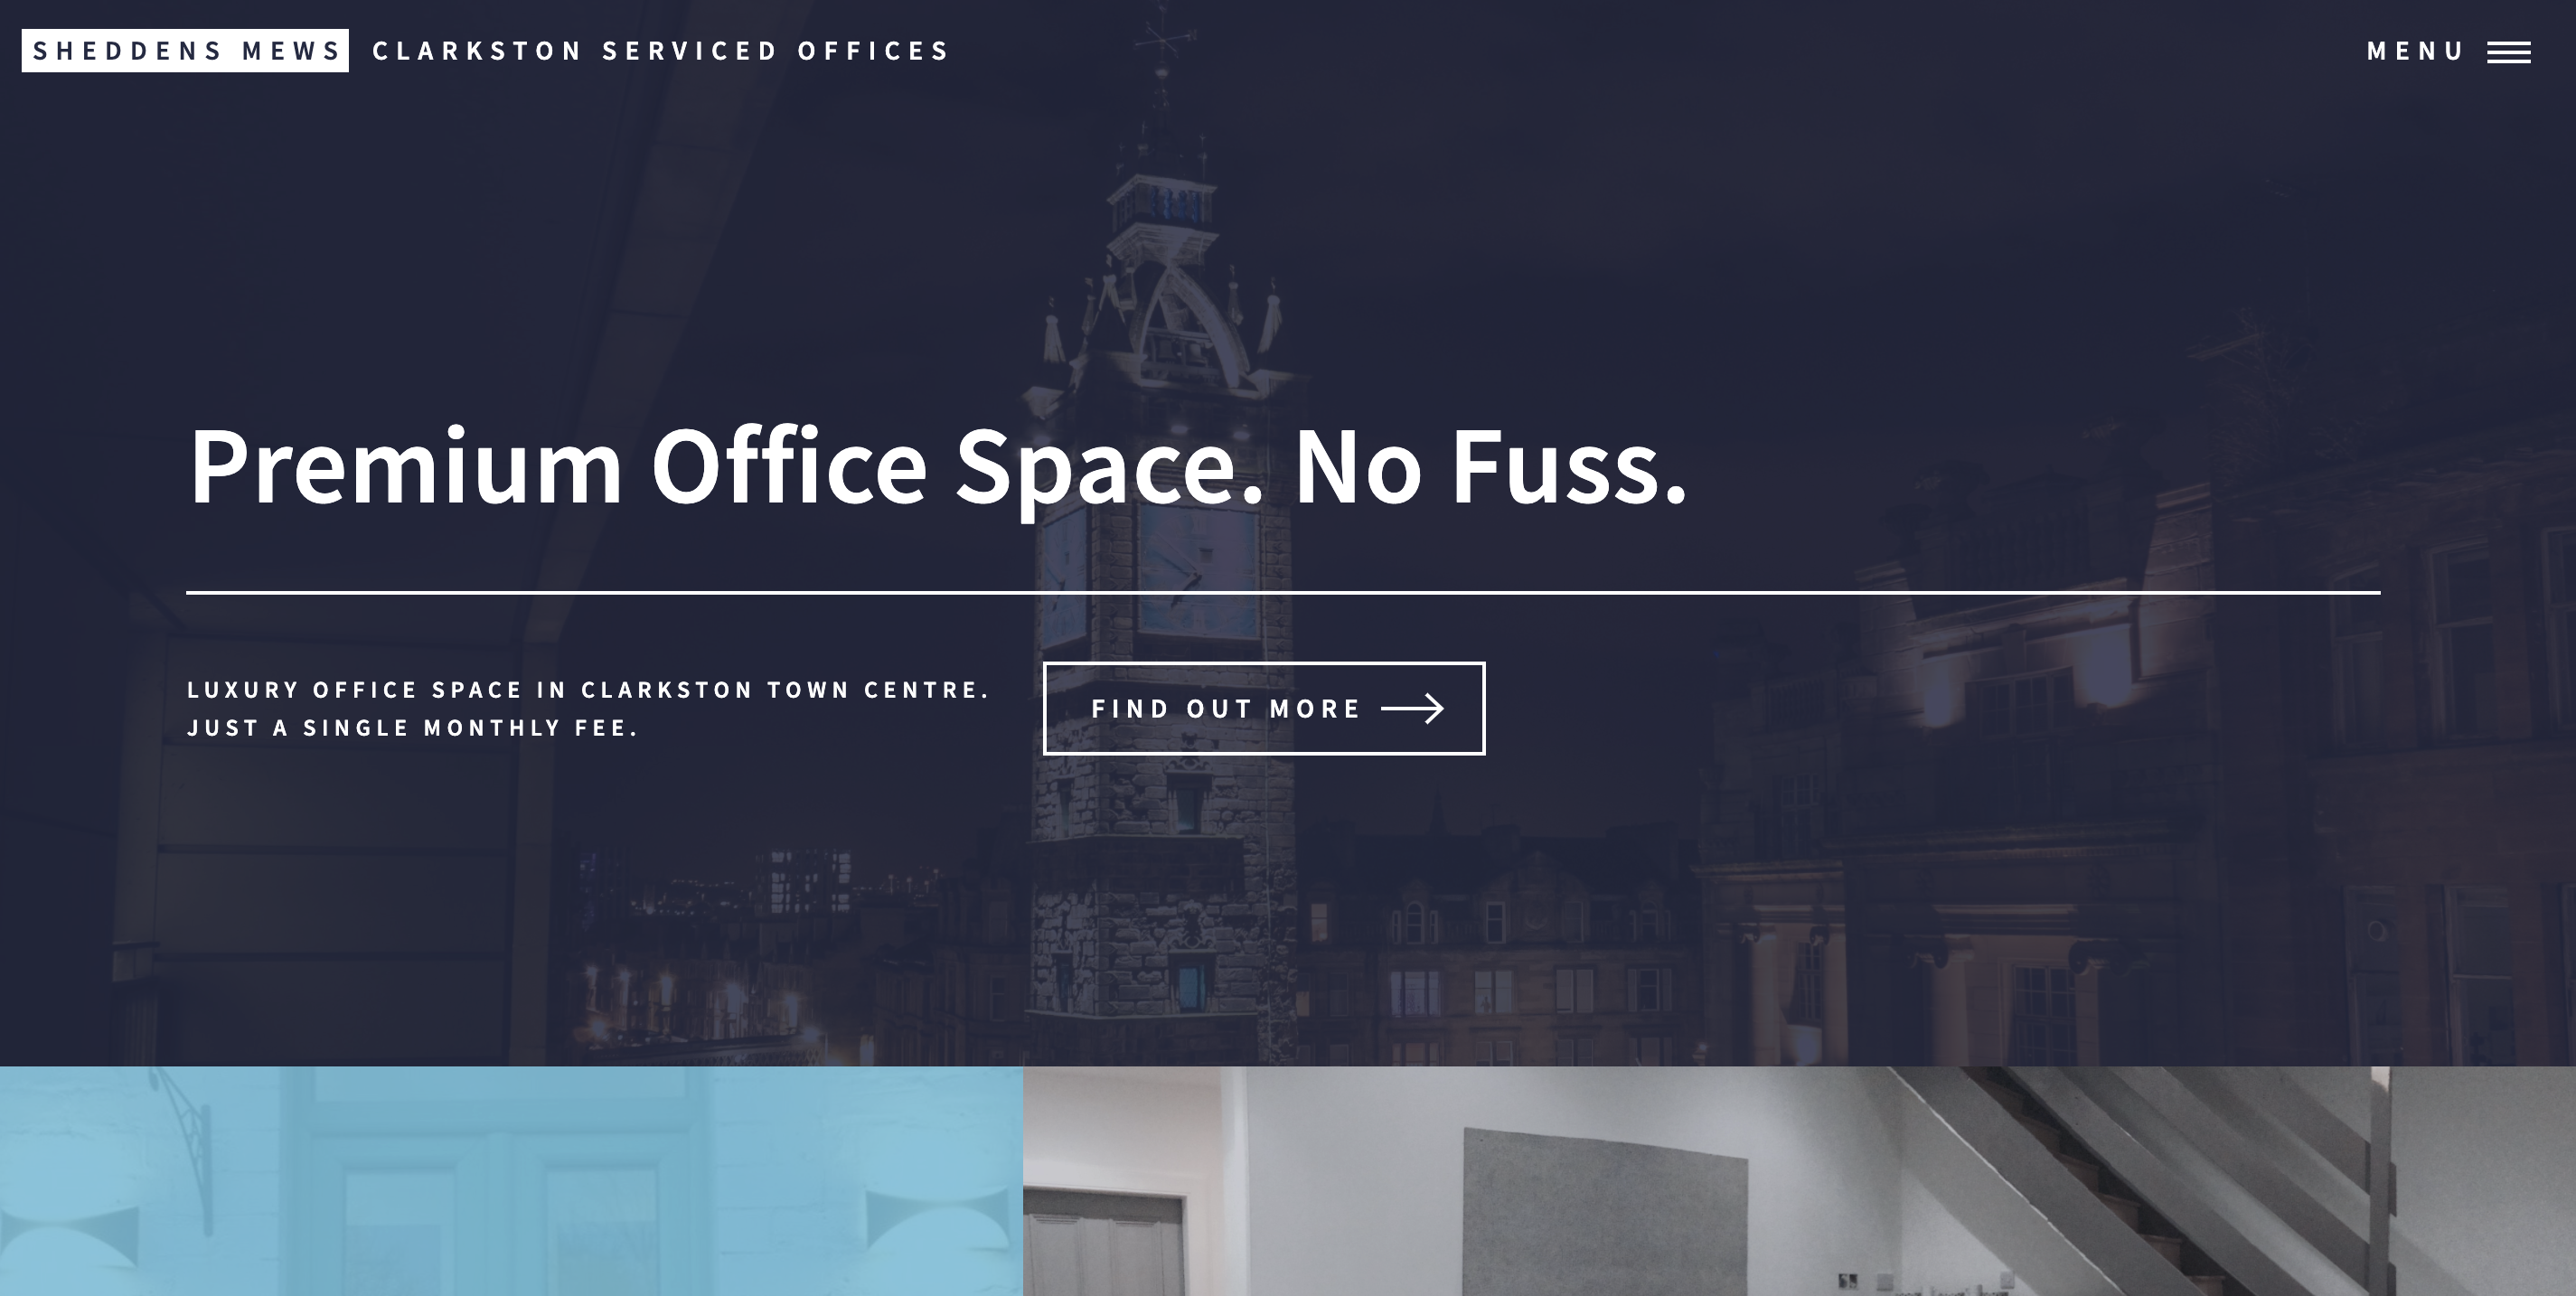 SHEDDENS MEWS CLARKSTON SERVICED OFFICES
MENU
Premium Office Space. No Fuss.
LUXURY OFFICE SPACE IN CLARKSTON TOWN CENTRE.
JUST A SINGLE MONTHLY FEE.
FIND OUT MORE